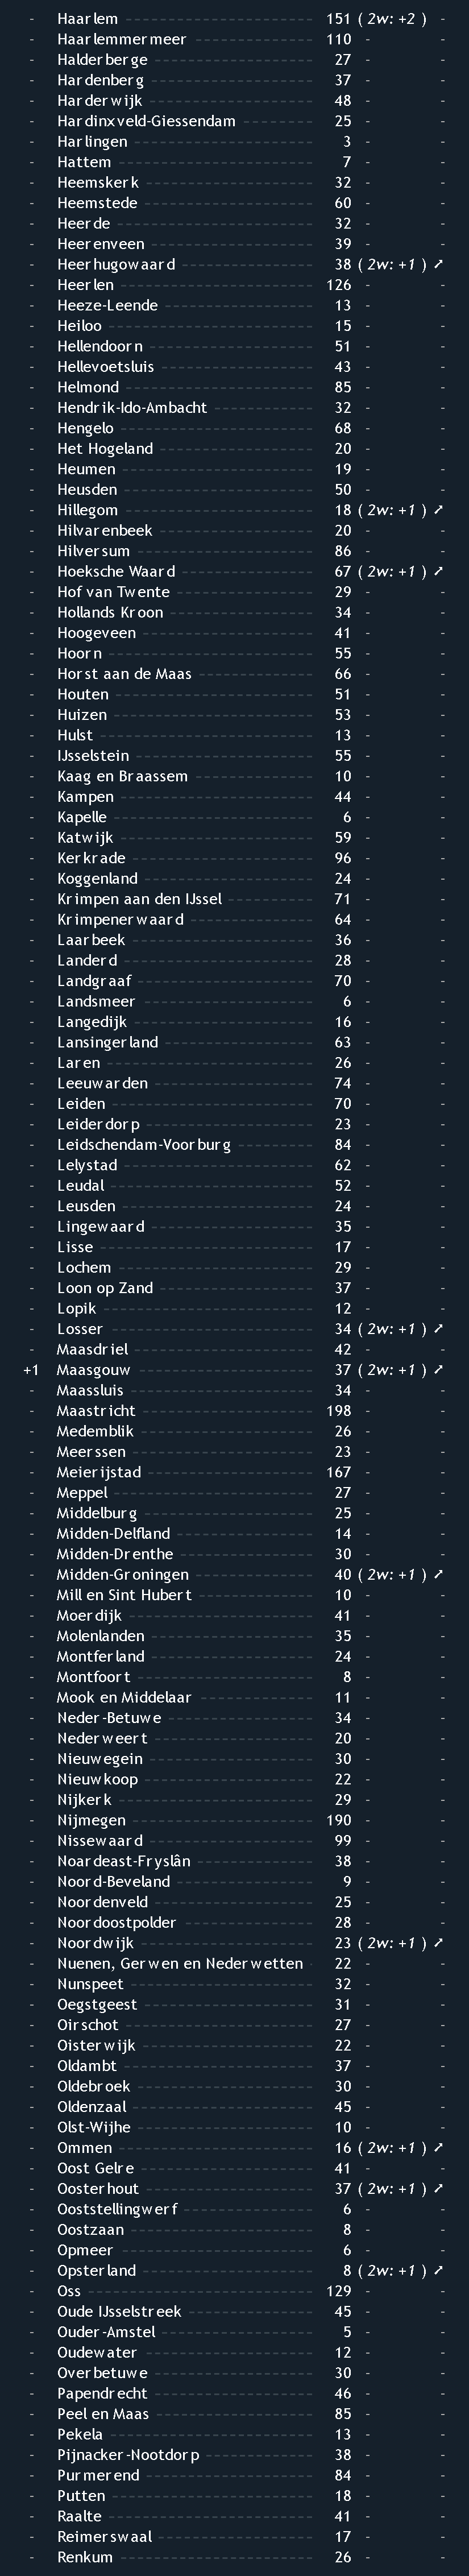 - Haarlem 151 ( 2w: +2 ) -
- Haarlemmermeer 110 - -
- Halderberge 27 - -
- Hardenberg 37 - -
- Harderwijk 48 - -
- Hardinxveld-Giessendam 25 - -
- Harlingen 3 - -
- Hattem 7 - -
- Heemskerk 32 - -
- Heemstede 60 - -
- Heerde 32 - -
- Heerenveen 39 - -
- Heerhugowaard 38 ( 2w: +1 ) ➚
- Heerlen 126 - -
- Heeze-Leende 13 - -
- Heiloo 15 - -
- Hellendoorn 51 - -
- Hellevoetsluis 43 - -
- Helmond 85 - -
- Hendrik-Ido-Ambacht 32 - -
- Hengelo 68 - -
- Het Hogeland 20 - -
- Heumen 19 - -
- Heusden 50 - -
- Hillegom 18 ( 2w: +1 ) ➚
- Hilvarenbeek 20 - -
- Hilversum 86 - -
- Hoeksche Waard 67 ( 2w: +1 ) ➚
- Hof van Twente 29 - -
- Hollands Kroon 34 - -
- Hoogeveen 41 - -
- Hoorn 55 - -
- Horst aan de Maas 66 - -
- Houten 51 - -
- Huizen 53 - -
- Hulst 13 - -
- IJsselstein 55 - -
- Kaag en Braassem 10 - -
- Kampen 44 - -
- Kapelle 6 - -
- Katwijk 59 - -
- Kerkrade 96 - -
- Koggenland 24 - -
- Krimpen aan den IJssel 71 - -
- Krimpenerwaard 64 - -
- Laarbeek 36 - -
- Landerd 28 - -
- Landgraaf 70 - -
- Landsmeer 6 - -
- Langedijk 16 - -
- Lansingerland 63 - -
- Laren 26 - -
- Leeuwarden 74 - -
- Leiden 70 - -
- Leiderdorp 23 - -
- Leidschendam-Voorburg 84 - -
- Lelystad 62 - -
- Leudal 52 - -
- Leusden 24 - -
- Lingewaard 35 - -
- Lisse 17 - -
- Lochem 29 - -
- Loon op Zand 37 - -
- Lopik 12 - -
- Losser 34 ( 2w: +1 ) ➚
- Maasdriel 42 - -
+1 Maasgouw 37 ( 2w: +1 ) ➚
- Maassluis 34 - -
- Maastricht 198 - -
- Medemblik 26 - -
- Meerssen 23 - -
- Meierijstad 167 - -
- Meppel 27 - -
- Middelburg 25 - -
- Midden-Delfland 14 - -
- Midden-Drenthe 30 - -
- Midden-Groningen 40 ( 2w: +1 ) ➚
- Mill en Sint Hubert 10 - -
- Moerdijk 41 - -
- Molenlanden 35 - -
- Montferland 24 - -
- Montfoort 8 - -
- Mook en Middelaar 11 - -
- Neder-Betuwe 34 - -
- Nederweert 20 - -
- Nieuwegein 30 - -
- Nieuwkoop 22 - -
- Nijkerk 29 - -
- Nijmegen 190 - -
- Nissewaard 99 - -
- Noardeast-Fryslân 38 - -
- Noord-Beveland 9 - -
- Noordenveld 25 - -
- Noordoostpolder 28 - -
- Noordwijk 23 ( 2w: +1 ) ➚
- Nuenen, Gerwen en Nederwetten 22 - -
- Nunspeet 32 - -
- Oegstgeest 31 - -
- Oirschot 27 - -
- Oisterwijk 22 - -
- Oldambt 37 - -
- Oldebroek 30 - -
- Oldenzaal 45 - -
- Olst-Wijhe 10 - -
- Ommen 16 ( 2w: +1 ) ➚
- Oost Gelre 41 - -
- Oosterhout 37 ( 2w: +1 ) ➚
- Ooststellingwerf 6 - -
- Oostzaan 8 - -
- Opmeer 6 - -
- Opsterland 8 ( 2w: +1 ) ➚
- Oss 129 - -
- Oude IJsselstreek 45 - -
- Ouder-Amstel 5 - -
- Oudewater 12 - -
- Overbetuwe 30 - -
- Papendrecht 46 - -
- Peel en Maas 85 - -
- Pekela 13 - -
- Pijnacker-Nootdorp 38 - -
- Purmerend 84 - -
- Putten 18 - -
- Raalte 41 - -
- Reimerswaal 17 - -
- Renkum 26 - -